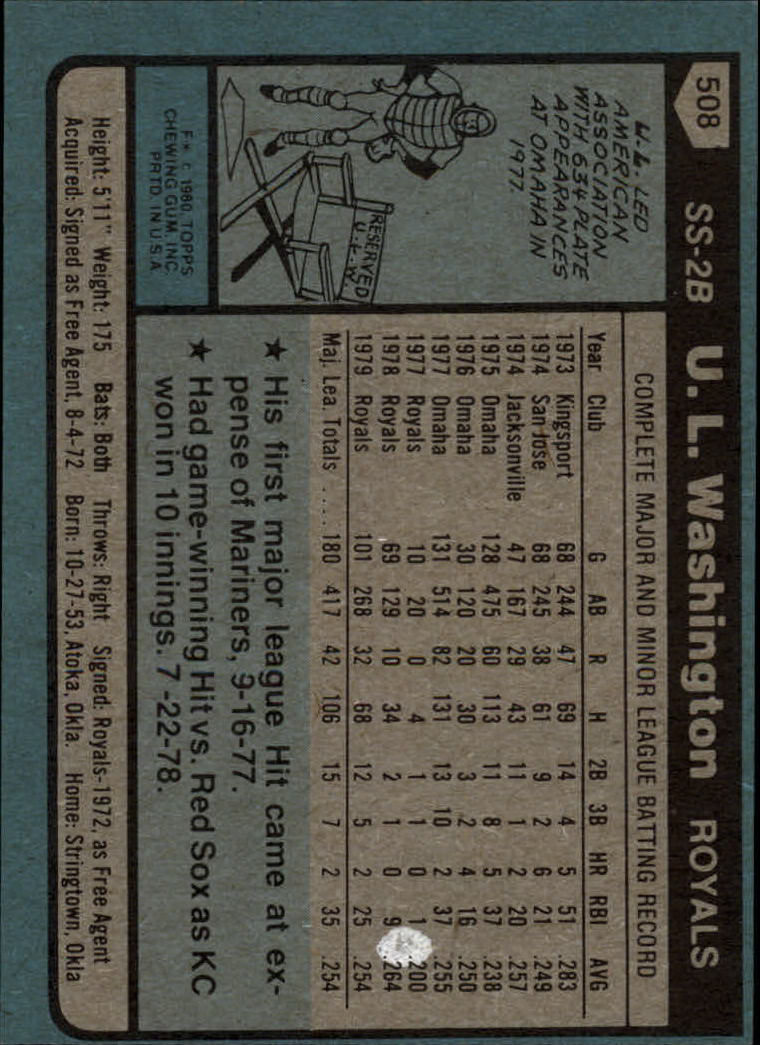 508 SS-2B U. L. Washington ROYALS
U.L. LED
AMERICAN
ASSOCIATION
WITH 634 PLATE
APPEARANCES
AT OMAHA IN
1977.
RESERVED
U.L.W.
F✳ © 1980 TOPPS
CHEWING GUM, INC.
PRTD. IN U.S.A.
COMPLETE MAJOR AND MINOR LEAGUE BATTING RECORD
Year Club G AB R H 2B 3B HR RBI AVG
1973 Kingsport 68 244 47 69 14 4 5 51 .283
1974 San Jose 68 245 38 61 9 2 6 21 .249
1974 Jacksonville 47 167 29 43 11 1 2 20 .257
1975 Omaha 128 475 60 113 11 8 5 37 .238
1976 Omaha 30 120 20 30 3 2 4 16 .250
1977 Omaha 131 514 82 131 13 10 2 37 .255
1977 Royals 10 20 0 4 1 1 0 1 .200
1978 Royals 69 129 10 34 2 1 0 9 .264
1979 Royals 101 268 32 68 12 5 2 25 .254
Maj. Lea. Totals .... 180 417 42 106 15 7 2 35 .254
★ His first major league Hit came at ex-
pense of Mariners, 9-16-77.
★ Had game-winning Hit vs. Red Sox as KC
won in 10 innings. 7-22-78.
Height: 5'11" Weight: 175 Bats: Both Throws: Right Signed: Royals-1972, as Free Agent
Acquired: Signed as Free Agent, 8-4-72 Born: 10-27-53, Atoka, Okla. Home: Stringtown, Okla